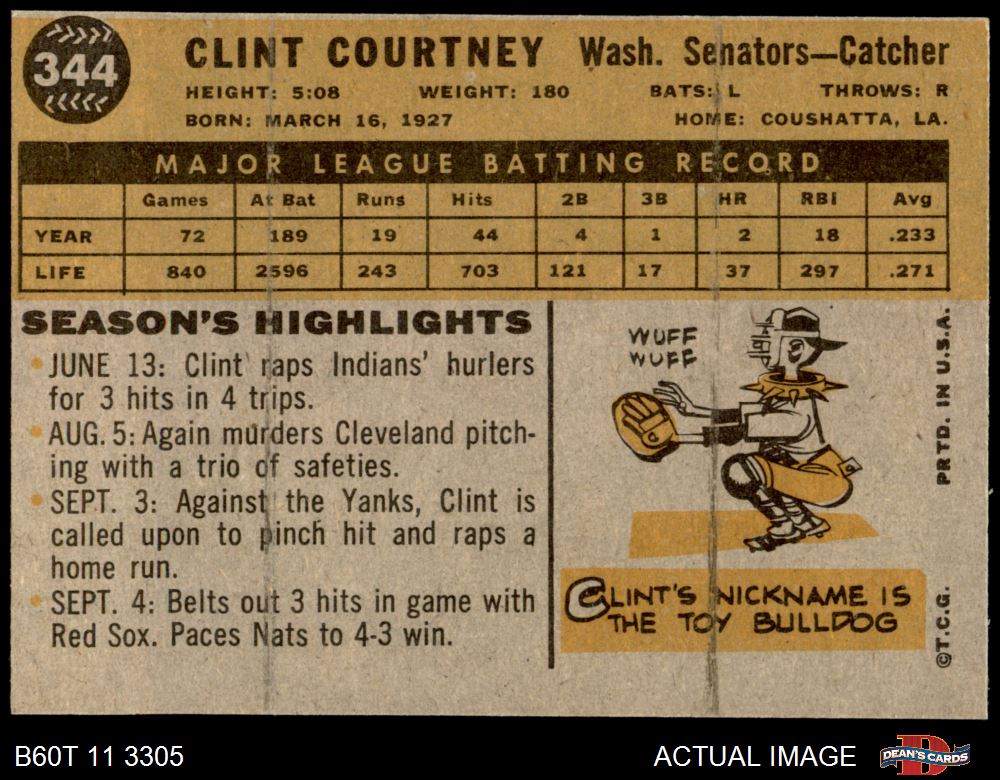 344
CLINT COURTNEY Wash. Senators—Catcher
HEIGHT: 5:08 WEIGHT: 180 BATS: L THROWS: R
BORN: MARCH 16, 1927 HOME: COUSHATTA, LA.
MAJOR LEAGUE BATTING RECORD
Games At Bat Runs Hits 2B 3B HR RBI Avg
YEAR 72 189 19 44 4 1 2 18 .233
LIFE 840 2596 243 703 121 17 37 297 .271
SEASON'S HIGHLIGHTS
JUNE 13: Clint raps Indians' hurlers
for 3 hits in 4 trips.
AUG. 5: Again murders Cleveland pitch-
ing with a trio of safeties.
SEPT. 3: Against the Yanks, Clint is
called upon to pinch hit and raps a
home run.
SEPT. 4: Belts out 3 hits in game with
Red Sox. Paces Nats to 4-3 win.
WUFF
WUFF
C
CLINT'S NICKNAME IS
THE TOY BULLDOG
©T.C.G. PRTD. IN U.S.A.
B60T 11 3305 ACTUAL IMAGE DEAN'S CARDS